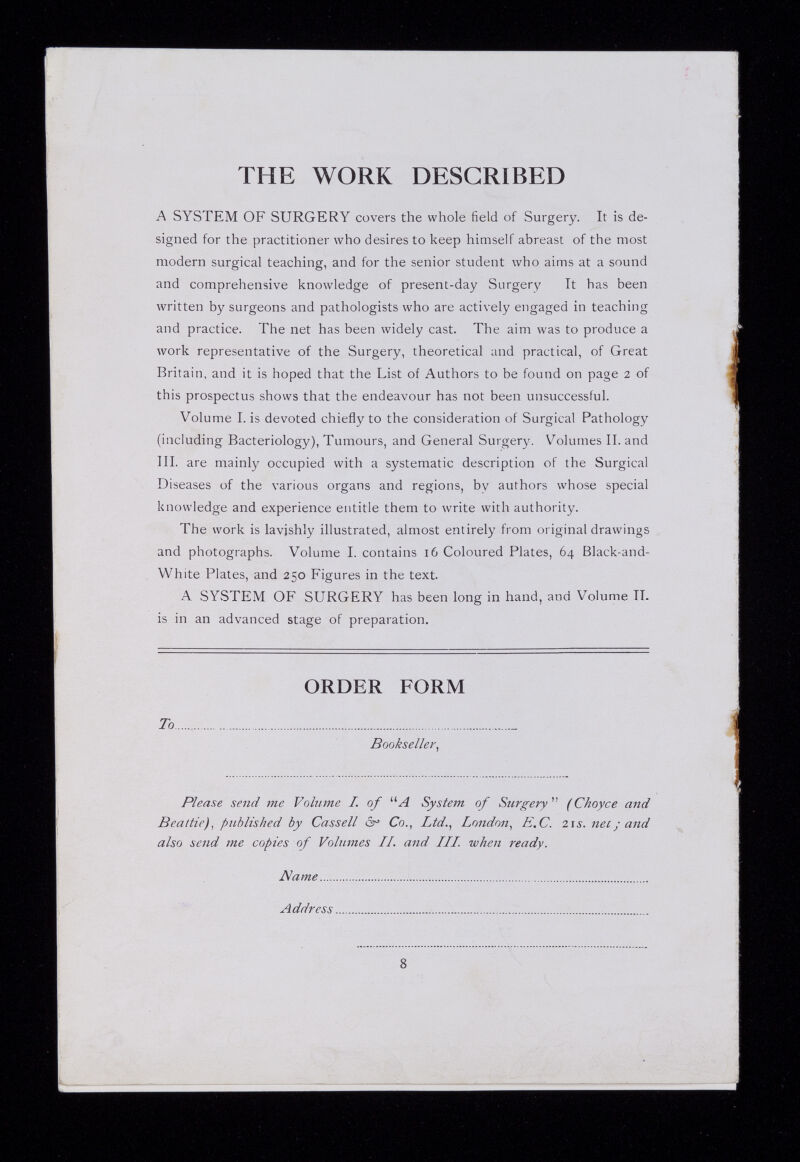 THE WORK DESCRIBED
A SYSTEM OF SURGERY covers the whole field of Surgery. It is de-
signed for the practitioner who desires to keep himself abreast of the most
modern surgical teaching, and for the senior student who aims at a sound
and comprehensive knowledge of present-day Surgery It has been
written by surgeons and pathologists who are actively engaged in teaching
and practice. The net has been widely cast. The aim was to produce a
work representative of the Surgery, theoretical and practical, of Great
Britain, and it is hoped that the List of Authors to be found on page 2 of
this prospectus shows that the endeavour has not been unsuccessful.
Volume I. is devoted chiefly to the consideration of Surgical Pathology
(including Bacteriology), Tumours, and General Surgery. Volumes II. and
III. are mainly occupied with a systematic description of the Surgical
Diseases of the various organs and regions, by authors whose special
knowledge and experience entitle them to write with authority.
The work is lavishly illustrated, almost entirely from original drawings
and photographs. Volume I. contains 16 Coloured Plates, 64 Black-and-
White Plates, and 250 Figures in the text.
A SYSTEM OF SURGERY has been long in hand, and Volume II.
is in an advanced stage of preparation.
ORDER FORM
To
Bookseller,
Please send me Volume I. of "A System of Surgery" (Choyce and
Beattie), published by Cassell & Co., Ltd., London, E.C. 21s. net; and
also send me copies of Volumes II. and III. when ready.
Name
Address
8